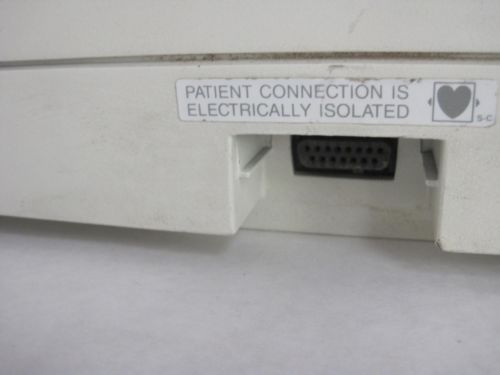 PATIENT CONNECTION IS
ELECTRICALLY ISOLATED
S-C